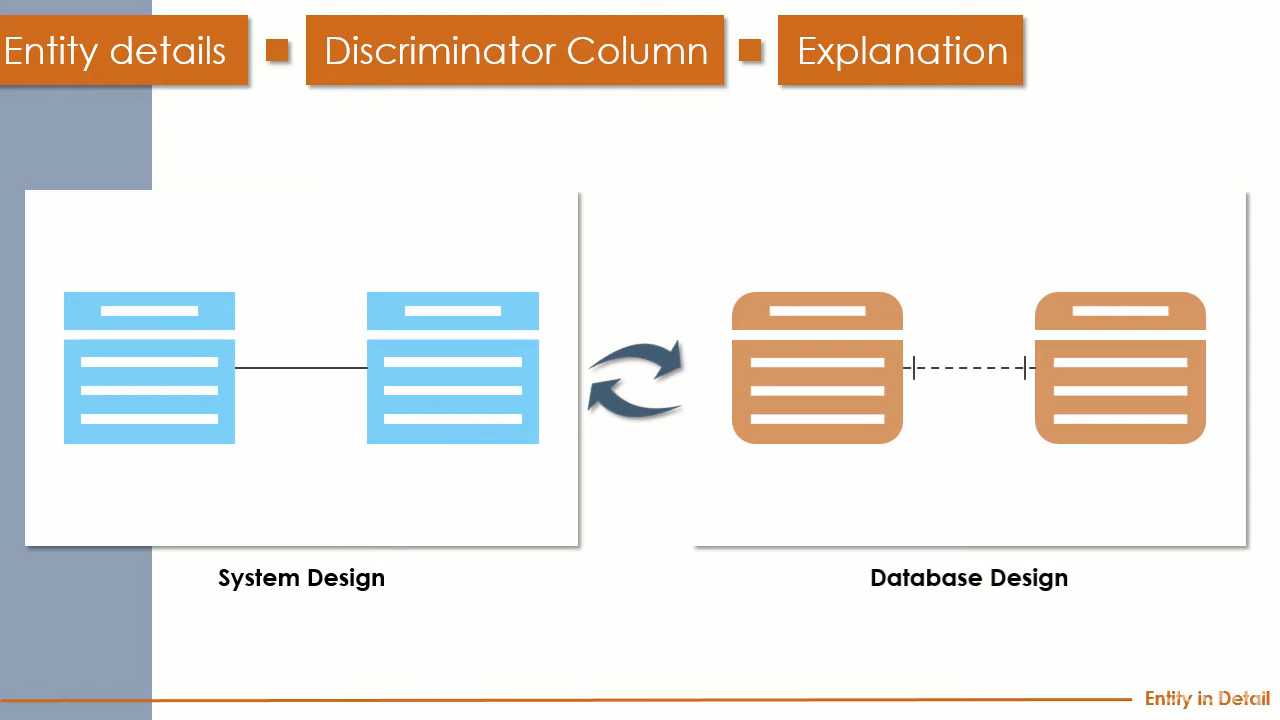 Entity details
Discriminator Column
Explanation
System Design
Database Design
Entity in Detail